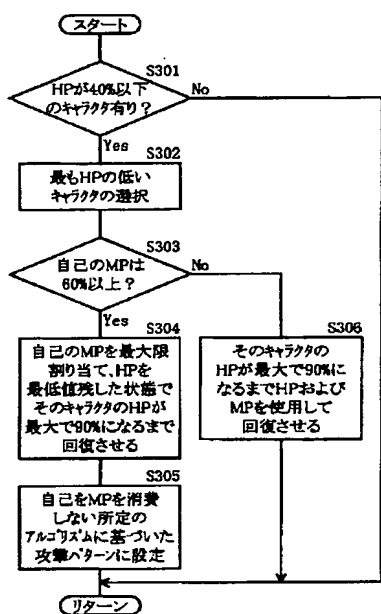 スタート
S301
HPが40%以下
のキャラクタ有り?
No
Yes
S302
最もHPの低い
キャラクタの選択
S303
自己のMPは
60%以上?
No
Yes
S304
自己のMPを最大限
割り当て、HPを
最低値残した状態で
そのキャラクタのHPが
最大で90%になるまで
回復させる
S306
そのキャラクタの
HPが最大で90%に
なるまでHPおよび
MPを使用して
回復させる
S305
自己をMPを消費
しない所定の
アルゴリズムに基づいた
攻撃パターンに設定
リターン